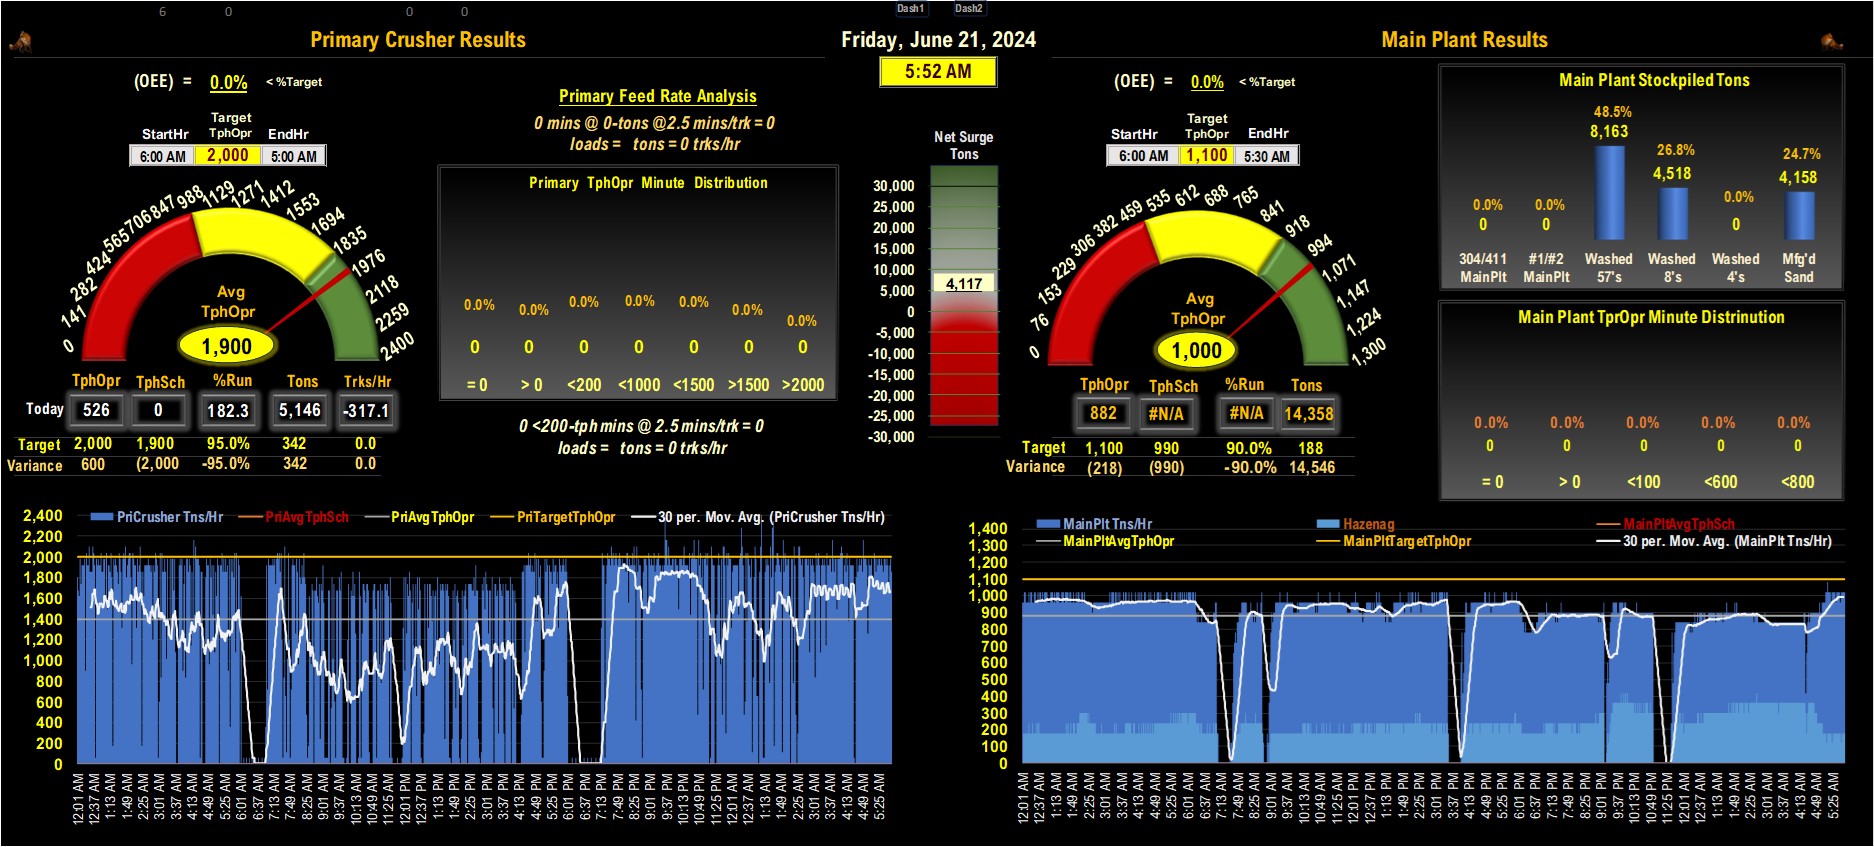 6 0 0 0 Dash1 Dash2
Primary Crusher Results
Friday, June 21, 2024
Main Plant Results
5:52 AM
(OEE) = 0.0% < %Target
StartHr Target TphOpr EndHr
6:00 AM 2,000 5:00 AM
0 141 282 424 565 706 847 988 1129 1271 1412 1553 1694 1835 1976 2118 2259 2400
Avg
TphOpr
1,900
TphOpr TphSch %Run Tons Trks/Hr
Today 526 0 182.3 5,146 -317.1
Target 2,000 1,900 95.0% 342 0.0
Variance 600 (2,000 -95.0% 342 0.0
Primary Feed Rate Analysis
0 mins @ 0-tons @2.5 mins/trk = 0
loads = tons = 0 trks/hr
Primary TphOpr Minute Distribution
0.0% 0.0% 0.0% 0.0% 0.0% 0.0% 0.0%
0 0 0 0 0 0 0
= 0 > 0 <200 <1000 <1500 >1500 >2000
0 <200-tph mins @ 2.5 mins/trk = 0
loads = tons = 0 trks/hr
Net Surge
Tons
30,000
25,000
20,000
15,000
10,000
5,000
0
-5,000
-10,000
-15,000
-20,000
-25,000
-30,000
4,117
(OEE) = 0.0% < %Target
StartHr Target TphOpr EndHr
6:00 AM 1,100 5:30 AM
0 76 153 229 306 382 459 535 612 688 765 841 918 994 1,071 1,147 1,224 1,300
Avg
TphOpr
1,000
TphOpr TphSch %Run Tons
882 #N/A #N/A 14,358
Target 1,100 990 90.0% 188
Variance (218) (990) -90.0% 14,546
Main Plant Stockpiled Tons
0.0% 0.0% 48.5% 26.8% 0.0% 24.7%
0 0 8,163 4,518 0 4,158
304/411 #1/#2 Washed Washed Washed Mfg'd
MainPlt MainPlt 57's 8's 4's Sand
Main Plant TprOpr Minute Distrinution
0.0% 0.0% 0.0% 0.0% 0.0%
0 0 0 0 0
= 0 > 0 <100 <600 <800
PriCrusher Tns/Hr PriAvgTphSch PriAvgTphOpr PriTargetTphOpr 30 per. Mov. Avg. (PriCrusher Tns/Hr)
2,400
2,200
2,000
1,800
1,600
1,400
1,200
1,000
800
600
400
200
0
12:01 AM 12:37 AM 1:13 AM 1:49 AM 2:25 AM 3:01 AM 3:37 AM 4:13 AM 4:49 AM 5:25 AM 6:01 AM 6:37 AM 7:13 AM 7:49 AM 8:25 AM 9:01 AM 9:37 AM 10:13 AM 10:49 AM 11:25 AM 12:01 PM 12:37 PM 1:13 PM 1:49 PM 2:25 PM 3:01 PM 3:37 PM 4:13 PM 4:49 PM 5:25 PM 6:01 PM 6:37 PM 7:13 PM 7:49 PM 8:25 PM 9:01 PM 9:37 PM 10:13 PM 10:49 PM 11:25 PM 12:01 AM 12:37 AM 1:13 AM 1:49 AM 2:25 AM 3:01 AM 3:37 AM 4:13 AM 4:49 AM 5:25 AM
MainPlt Tns/Hr Hazenag MainPltAvgTphSch
MainPltAvgTphOpr MainPltTargetTphOpr 30 per. Mov. Avg. (MainPlt Tns/Hr)
1,400
1,300
1,200
1,100
1,000
900
800
700
600
500
400
300
200
100
0
12:01 AM 12:37 AM 1:13 AM 1:49 AM 2:25 AM 3:01 AM 3:37 AM 4:13 AM 4:49 AM 5:25 AM 6:01 AM 6:37 AM 7:13 AM 7:49 AM 8:25 AM 9:01 AM 9:37 AM 10:13 AM 10:49 AM 11:25 AM 12:01 PM 12:37 PM 1:13 PM 1:49 PM 2:25 PM 3:01 PM 3:37 PM 4:13 PM 4:49 PM 5:25 PM 6:01 PM 6:37 PM 7:13 PM 7:49 PM 8:25 PM 9:01 PM 9:37 PM 10:13 PM 10:49 PM 11:25 PM 12:01 AM 12:37 AM 1:13 AM 1:49 AM 2:25 AM 3:01 AM 3:37 AM 4:13 AM 4:49 AM 5:25 AM